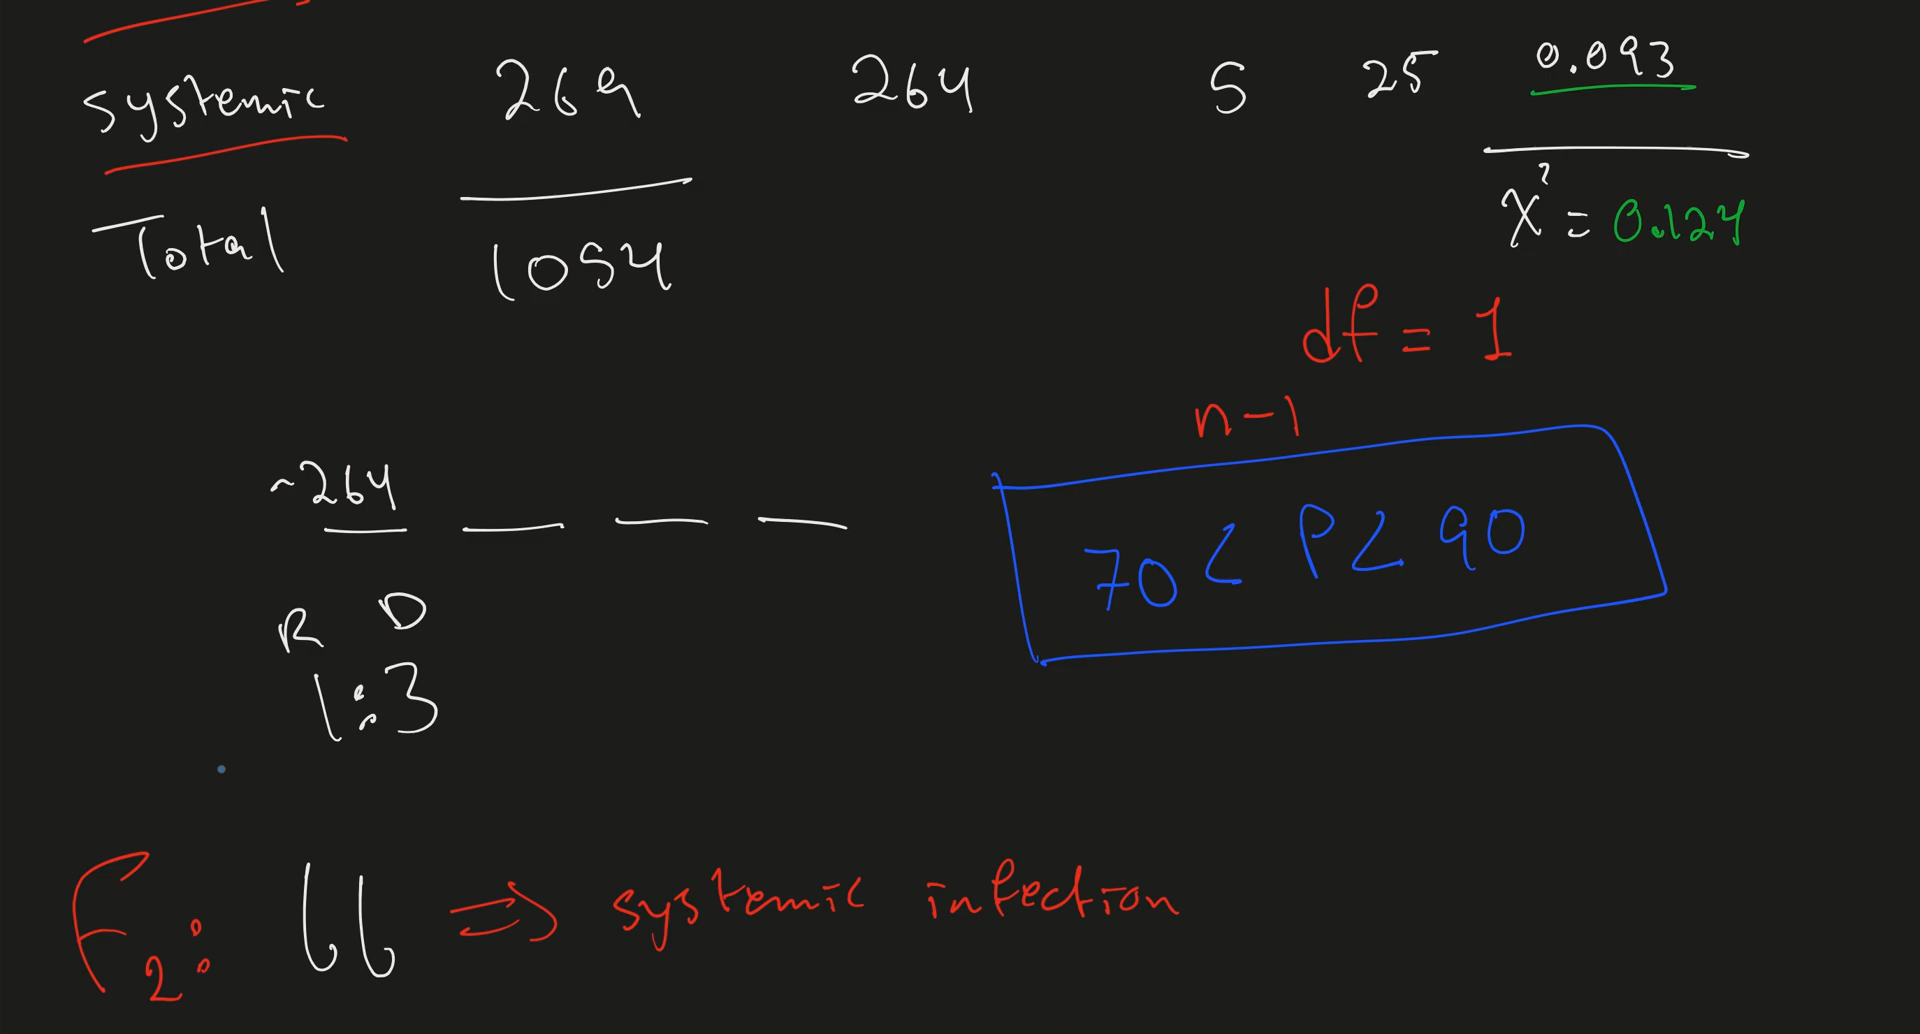 systemic 269 264 5 25 0.093
Total 1054 χ² = 0.124
df = 1
n-1
~264
70 < P < 90
R D
1:3
F2: ll ⇒ systemic infection